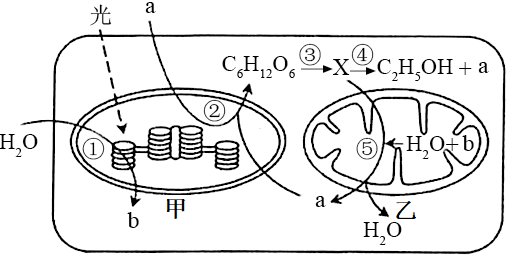 光
a
C₆H₁₂O₆ ③ X ④ C₂H₅OH + a
②
H₂O
①
⑤ H₂O + b
a
b
甲
乙
H₂O